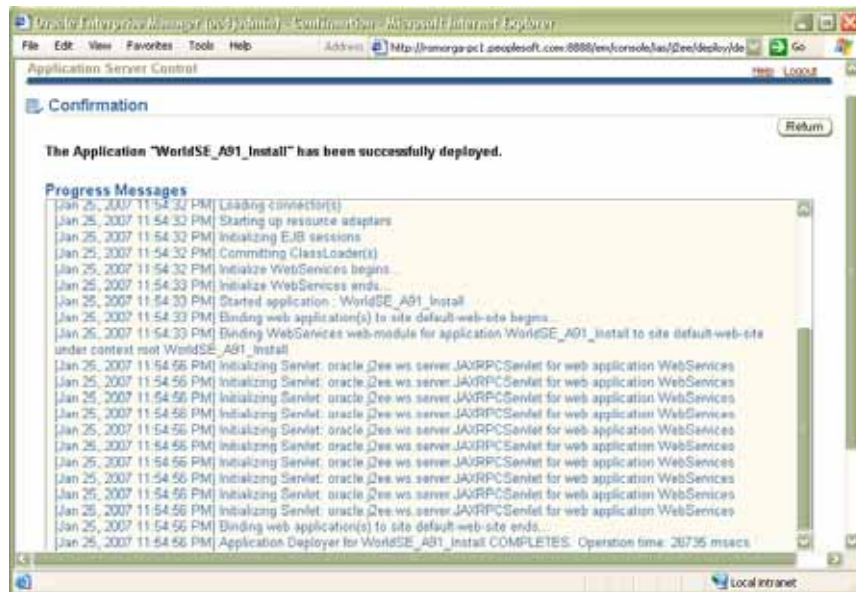 Oracle Enterprise Manager (oc4jadmin) - Confirmation - Microsoft Internet Explorer
File Edit View Favorites Tools Help Address http://ramorga-pc1.peoplesoft.com:8888/em/console/ias/j2ee/deploy/de Go
Application Server Control Help Logout
Confirmation
Return
The Application "WorldSE_A91_Install" has been successfully deployed.
Progress Messages
[Jan 25, 2007 11:54:32 PM] Loading connector(s)
[Jan 25, 2007 11:54:32 PM] Starting up resource adapters
[Jan 25, 2007 11:54:32 PM] Initializing EJB sessions
[Jan 25, 2007 11:54:32 PM] Committing ClassLoader(s)
[Jan 25, 2007 11:54:32 PM] Initialize WebServices begins...
[Jan 25, 2007 11:54:33 PM] Initialize WebServices ends...
[Jan 25, 2007 11:54:33 PM] Started application : WorldSE_A91_Install
[Jan 25, 2007 11:54:33 PM] Binding web application(s) to site default-web-site begins...
[Jan 25, 2007 11:54:33 PM] Binding WebServices web-module for application WorldSE_A91_Install to site default-web-site
under context root WorldSE_A91_Install
[Jan 25, 2007 11:54:56 PM] Initializing Servlet: oracle.j2ee.ws.server.JAXRPCServlet for web application WebServices
[Jan 25, 2007 11:54:56 PM] Initializing Servlet: oracle.j2ee.ws.server.JAXRPCServlet for web application WebServices
[Jan 25, 2007 11:54:56 PM] Initializing Servlet: oracle.j2ee.ws.server.JAXRPCServlet for web application WebServices
[Jan 25, 2007 11:54:56 PM] Initializing Servlet: oracle.j2ee.ws.server.JAXRPCServlet for web application WebServices
[Jan 25, 2007 11:54:56 PM] Initializing Servlet: oracle.j2ee.ws.server.JAXRPCServlet for web application WebServices
[Jan 25, 2007 11:54:56 PM] Initializing Servlet: oracle.j2ee.ws.server.JAXRPCServlet for web application WebServices
[Jan 25, 2007 11:54:56 PM] Initializing Servlet: oracle.j2ee.ws.server.JAXRPCServlet for web application WebServices
[Jan 25, 2007 11:54:56 PM] Initializing Servlet: oracle.j2ee.ws.server.JAXRPCServlet for web application WebServices
[Jan 25, 2007 11:54:56 PM] Initializing Servlet: oracle.j2ee.ws.server.JAXRPCServlet for web application WebServices
[Jan 25, 2007 11:54:56 PM] Initializing Servlet: oracle.j2ee.ws.server.JAXRPCServlet for web application WebServices
[Jan 25, 2007 11:54:56 PM] Binding web application(s) to site default-web-site ends...
[Jan 25, 2007 11:54:56 PM] Application Deployer for WorldSE_A91_Install COMPLETES. Operation time: 26735 msecs
Local intranet